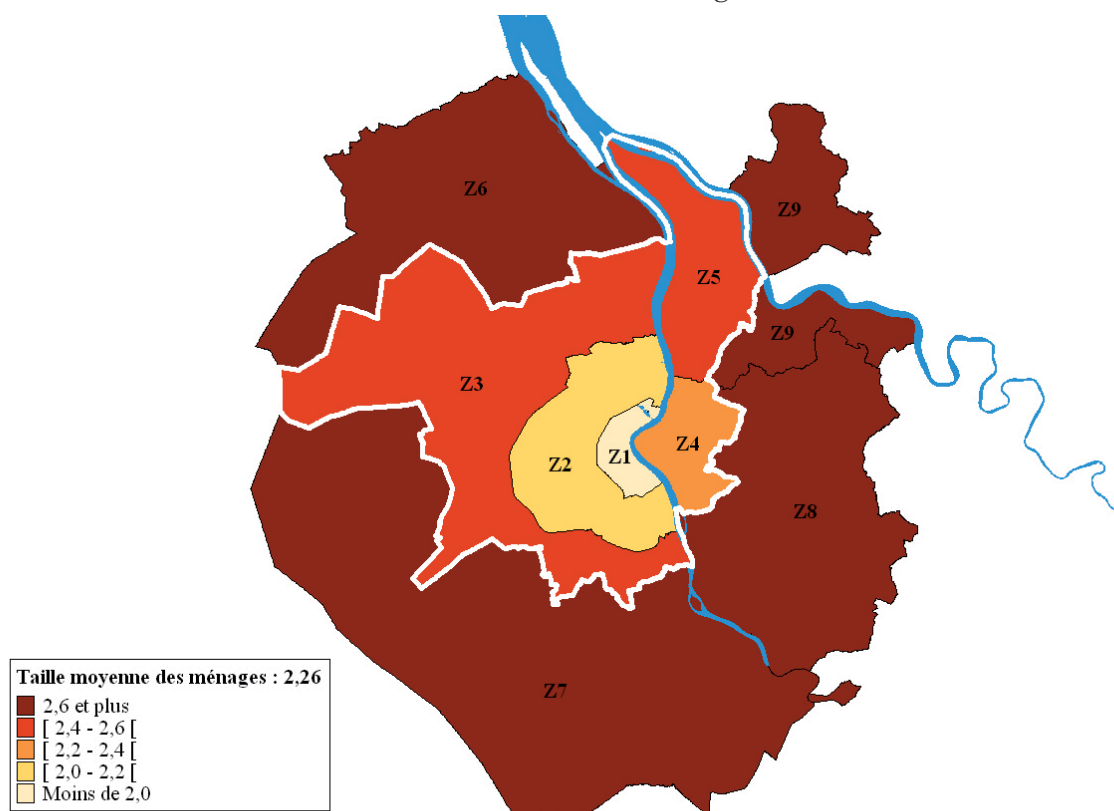 Z6
Z9
Z5
Z9
Z3
Z4
Z1
Z2
Z8
Z7
Taille moyenne des ménages : 2,26
2,6 et plus
[ 2,4 - 2,6 [
[ 2,2 - 2,4 [
[ 2,0 - 2,2 [
Moins de 2,0